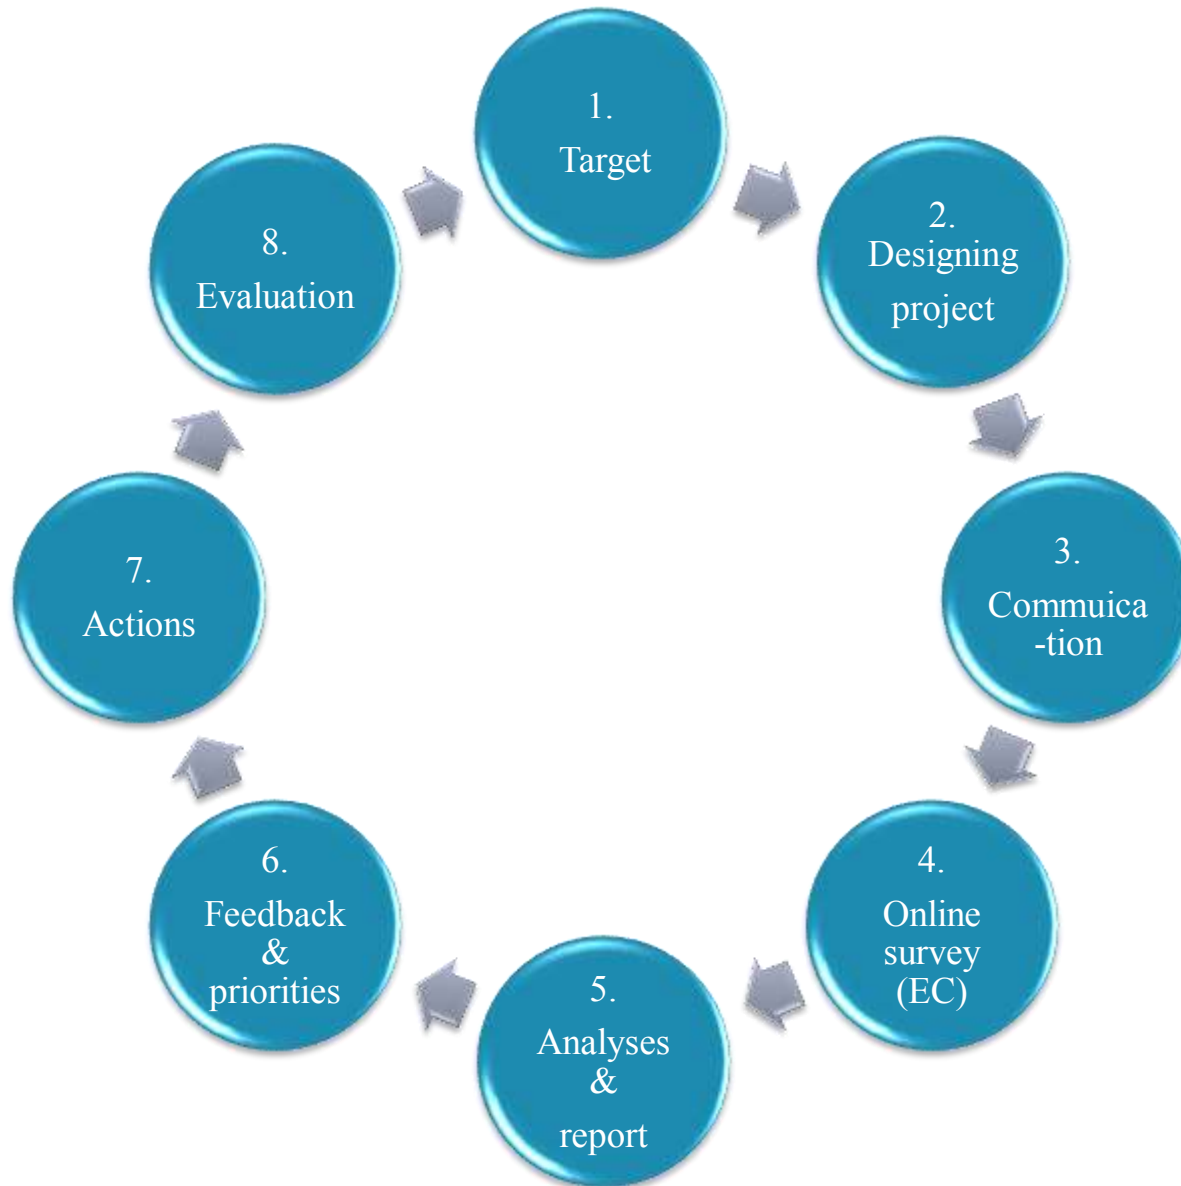 1.
Target
2.
Designing
project
3.
Commuica
-tion
4.
Online
survey
(EC)
5.
Analyses
&
report
6.
Feedback
&
priorities
7.
Actions
8.
Evaluation